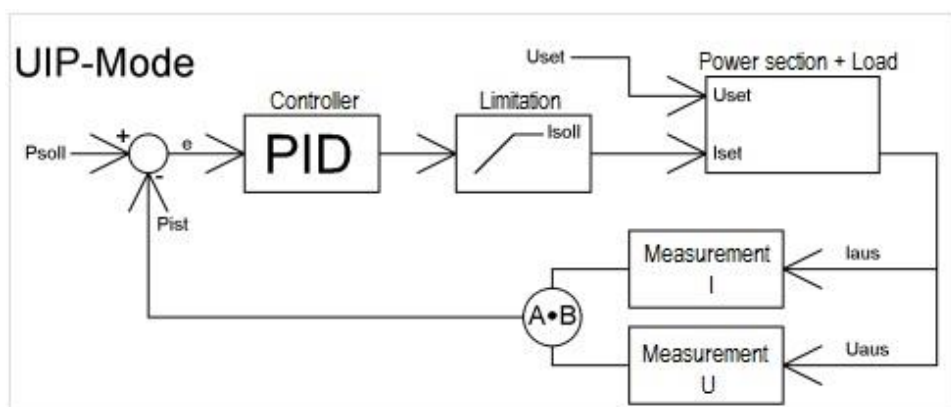 UIP-Mode
Uset
Power section + Load
Controller
Limitation
Uset
Psoll
+
e
PID
Isoll
Iset
-
Pist
Measurement
I
Iaus
A•B
Measurement
U
Uaus